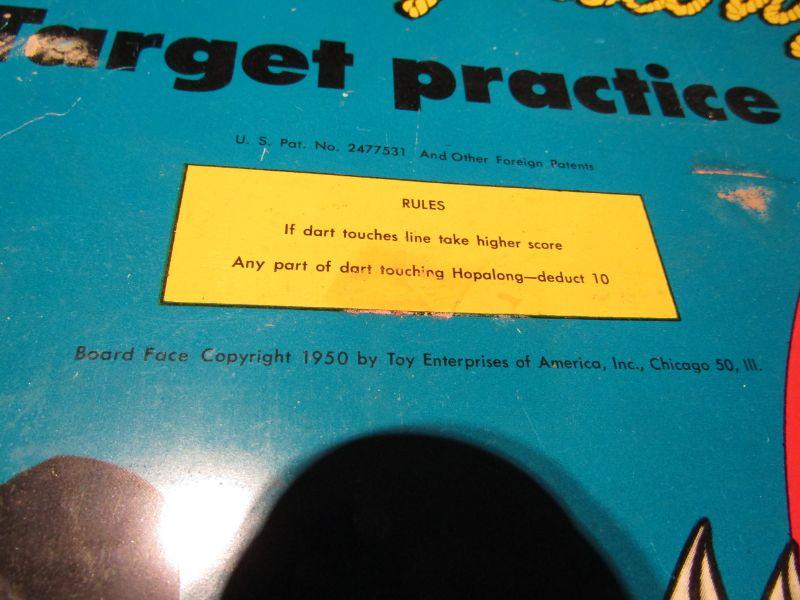 Target practice
U. S. Pat. No. 2477531 And Other Foreign Patents
RULES
If dart touches line take higher score
Any part of dart touching Hopalong—deduct 10
Board Face Copyright 1950 by Toy Enterprises of America, Inc., Chicago 50, Ill.